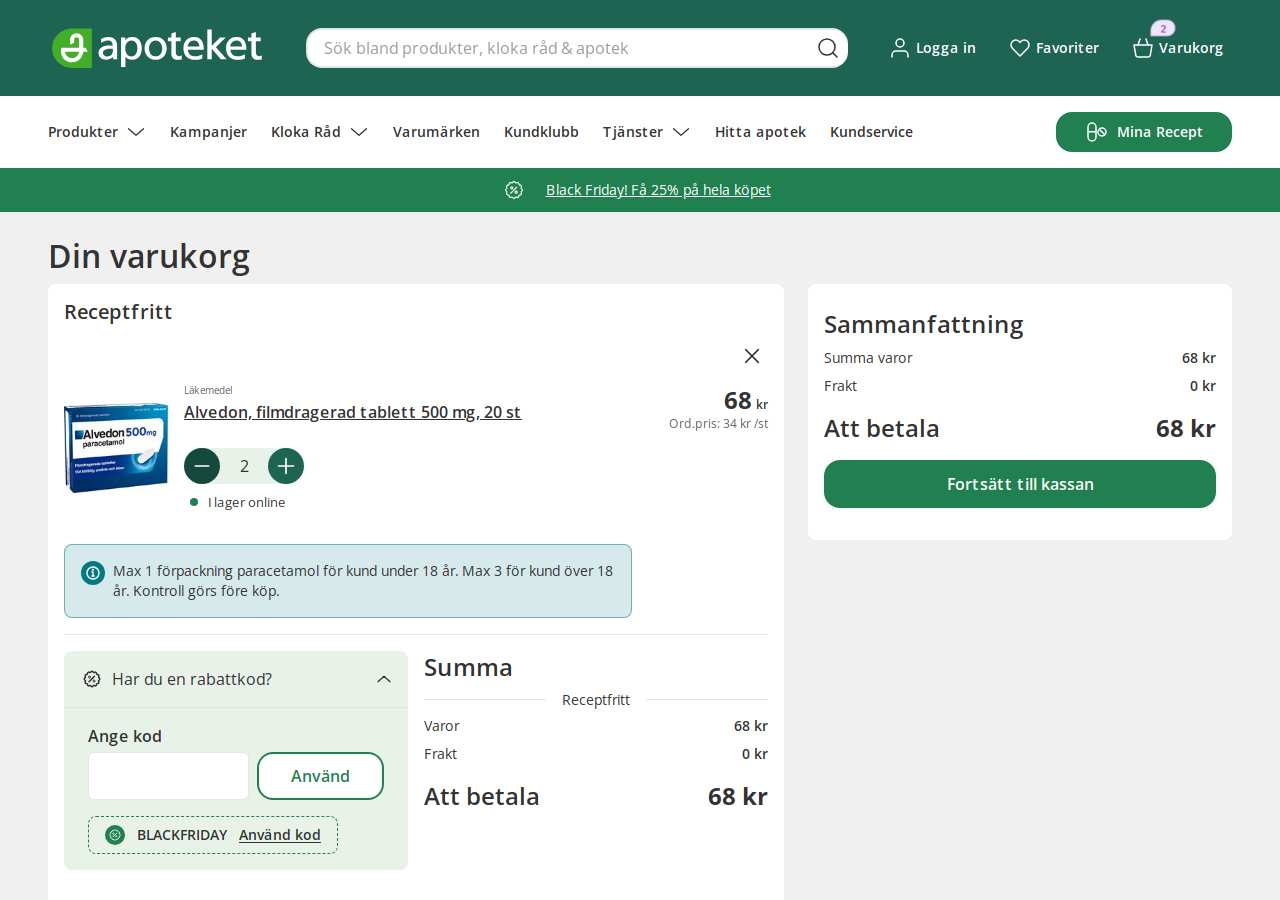 apoteket
Sök bland produkter, kloka råd & apotek
Logga in
Favoriter
2
Varukorg
Produkter
Kampanjer
Kloka Råd
Varumärken
Kundklubb
Tjänster
Hitta apotek
Kundservice
Mina Recept
Black Friday! Få 25% på hela köpet
Din varukorg
Receptfritt
Läkemedel
Alvedon, filmdragerad tablett 500 mg, 20 st
68 kr
Ord.pris: 34 kr /st
Alvedon 500mg
paracetamol
2
I lager online
Max 1 förpackning paracetamol för kund under 18 år. Max 3 för kund över 18
år. Kontroll görs före köp.
Har du en rabattkod?
Ange kod
Använd
BLACKFRIDAY Använd kod
Summa
Receptfritt
Varor 68 kr
Frakt 0 kr
Att betala 68 kr
Sammanfattning
Summa varor 68 kr
Frakt 0 kr
Att betala 68 kr
Fortsätt till kassan